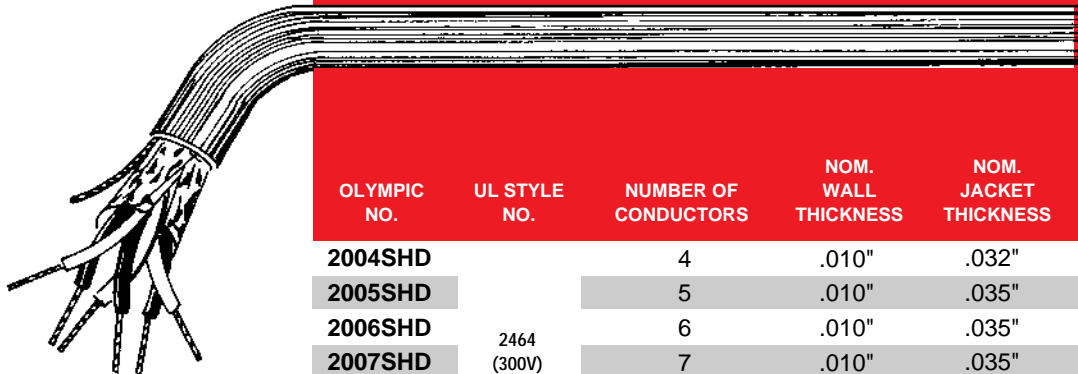 OLYMPIC NO. UL STYLE NO. NUMBER OF CONDUCTORS NOM. WALL THICKNESS NOM. JACKET THICKNESS
2004SHD 4 .010" .032"
2005SHD 5 .010" .035"
2006SHD 2464 6 .010" .035"
2007SHD (300V) 7 .010" .035"